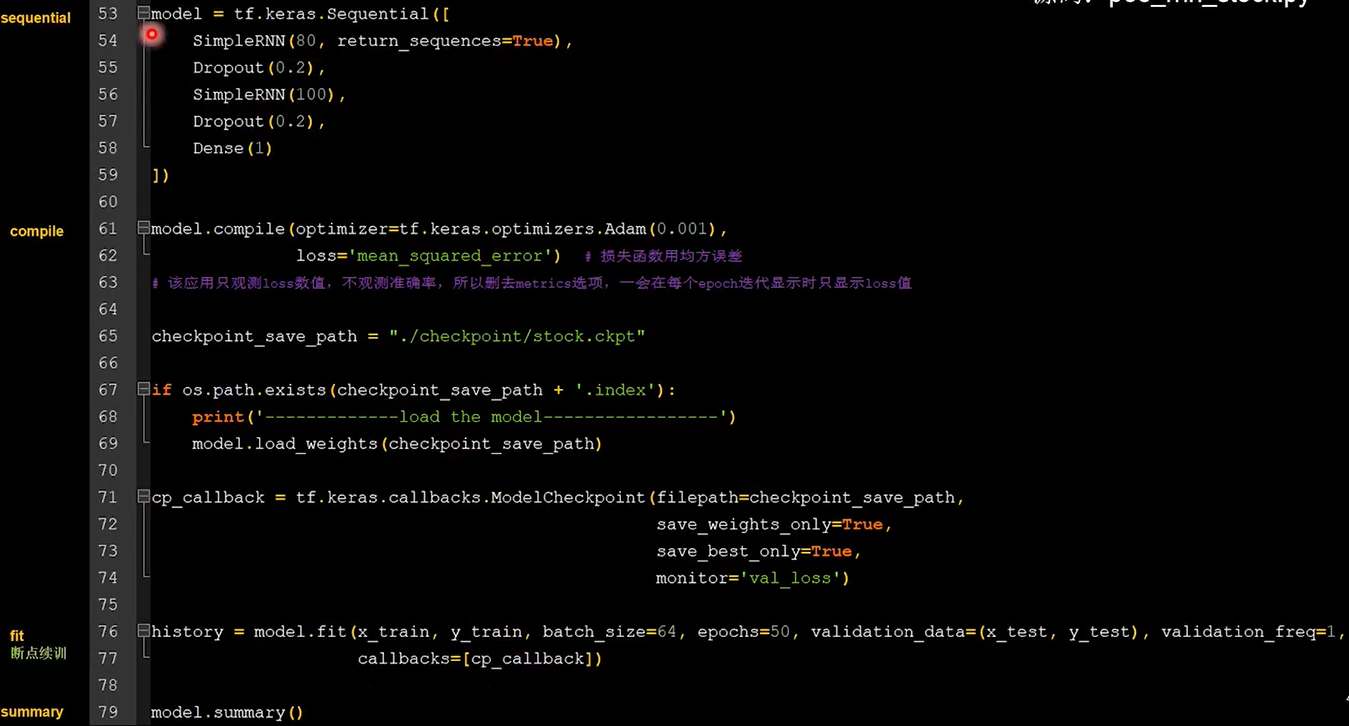 sequential
53 model = tf.keras.Sequential([
54 SimpleRNN(80, return_sequences=True),
55 Dropout(0.2),
56 SimpleRNN(100),
57 Dropout(0.2),
58 Dense(1)
59 ])
60
compile
61 model.compile(optimizer=tf.keras.optimizers.Adam(0.001),
62 loss='mean_squared_error') # 损失函数用均方误差
63 # 该应用只观测loss数值，不观测准确率，所以删去metrics选项，一会在每个epoch迭代显示时只显示loss值
64
65 checkpoint_save_path = "./checkpoint/stock.ckpt"
66
67 if os.path.exists(checkpoint_save_path + '.index'):
68 print('-------------load the model-----------------')
69 model.load_weights(checkpoint_save_path)
70
71 cp_callback = tf.keras.callbacks.ModelCheckpoint(filepath=checkpoint_save_path,
72 save_weights_only=True,
73 save_best_only=True,
74 monitor='val_loss')
75
fit
断点续训
76 history = model.fit(x_train, y_train, batch_size=64, epochs=50, validation_data=(x_test, y_test), validation_freq=1,
77 callbacks=[cp_callback])
78
summary
79 model.summary()